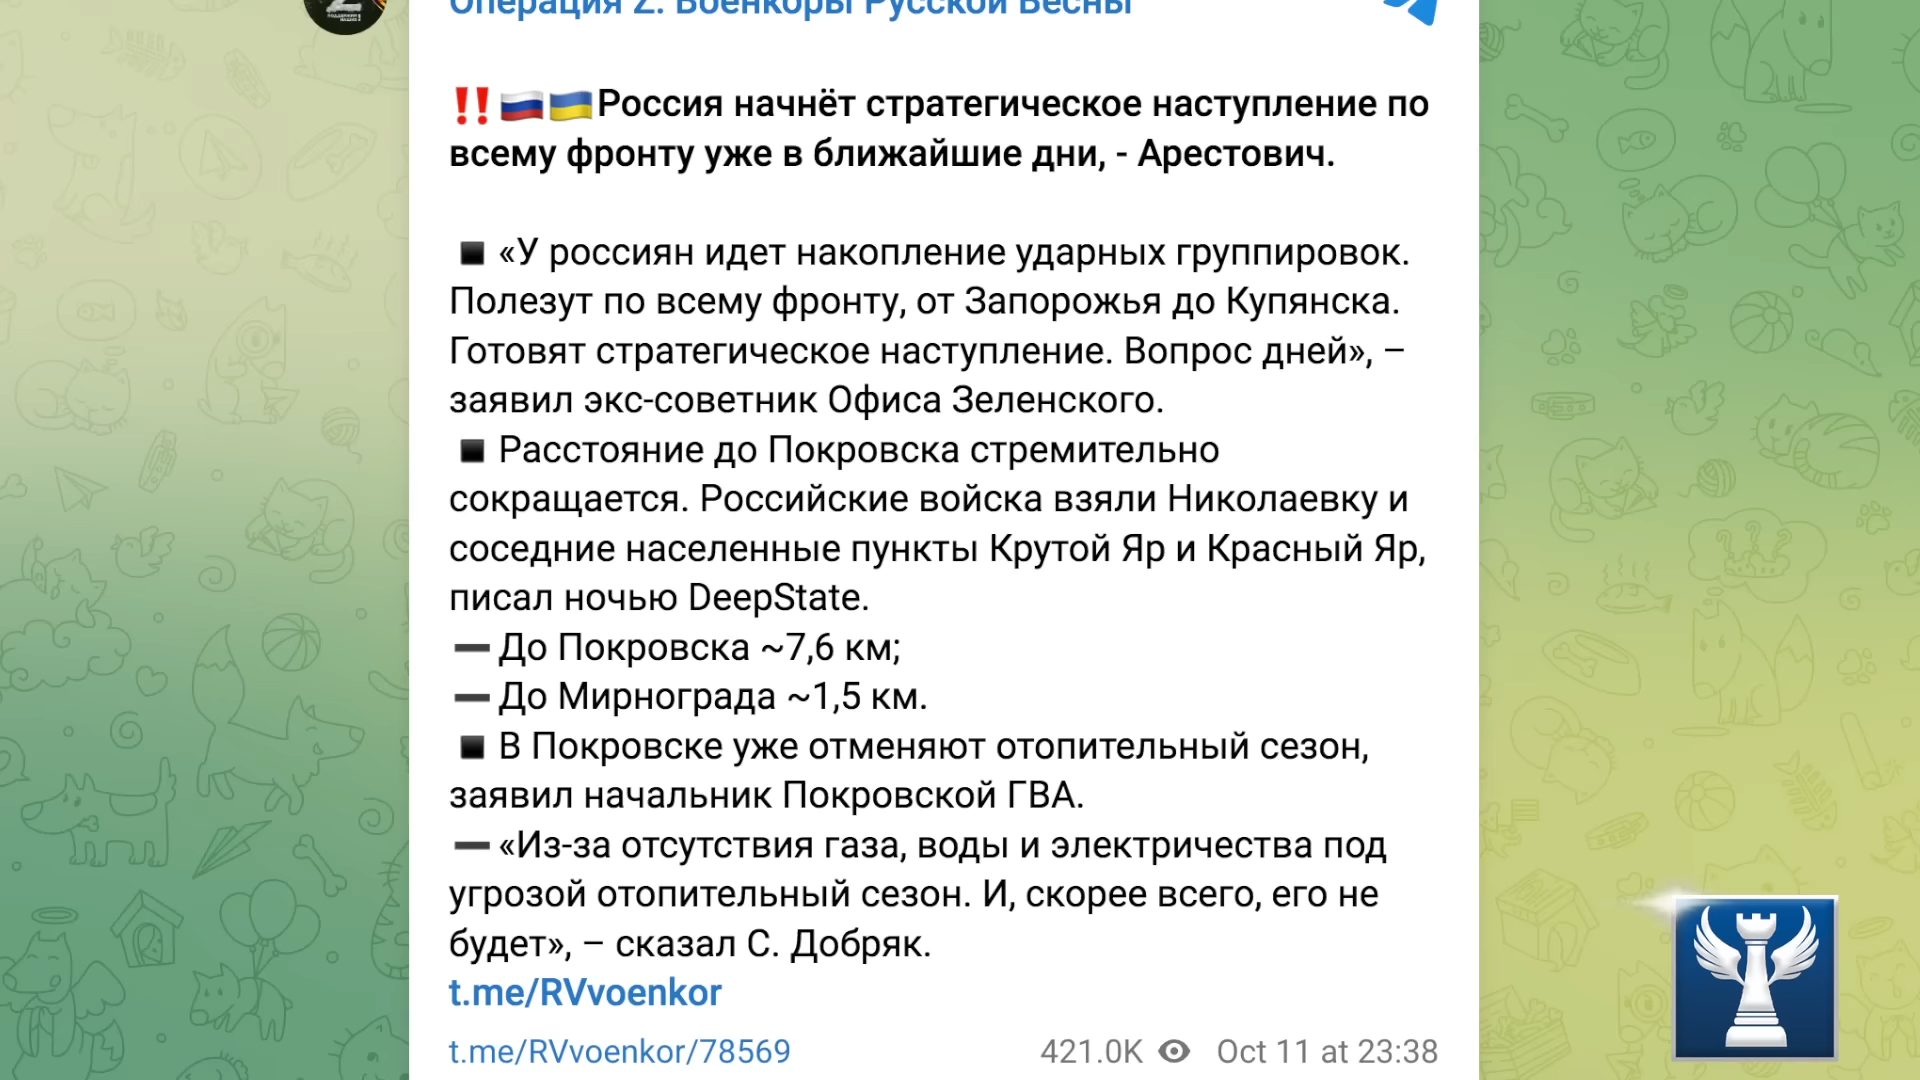 Операция Z: Военкоры Русской Весны
‼️🇷🇺🇺🇦Россия начнёт стратегическое наступление по
всему фронту уже в ближайшие дни, - Арестович.
▪️«У россиян идет накопление ударных группировок.
Полезут по всему фронту, от Запорожья до Купянска.
Готовят стратегическое наступление. Вопрос дней», –
заявил экс-советник Офиса Зеленского.
▪️Расстояние до Покровска стремительно
сокращается. Российские войска взяли Николаевку и
соседние населенные пункты Крутой Яр и Красный Яр,
писал ночью DeepState.
➖До Покровска ~7,6 км;
➖До Мирнограда ~1,5 км.
▪️В Покровске уже отменяют отопительный сезон,
заявил начальник Покровской ГВА.
➖«Из-за отсутствия газа, воды и электричества под
угрозой отопительный сезон. И, скорее всего, его не
будет», – сказал С. Добряк.
t.me/RVvoenkor
t.me/RVvoenkor/78569 421.0K Oct 11 at 23:38